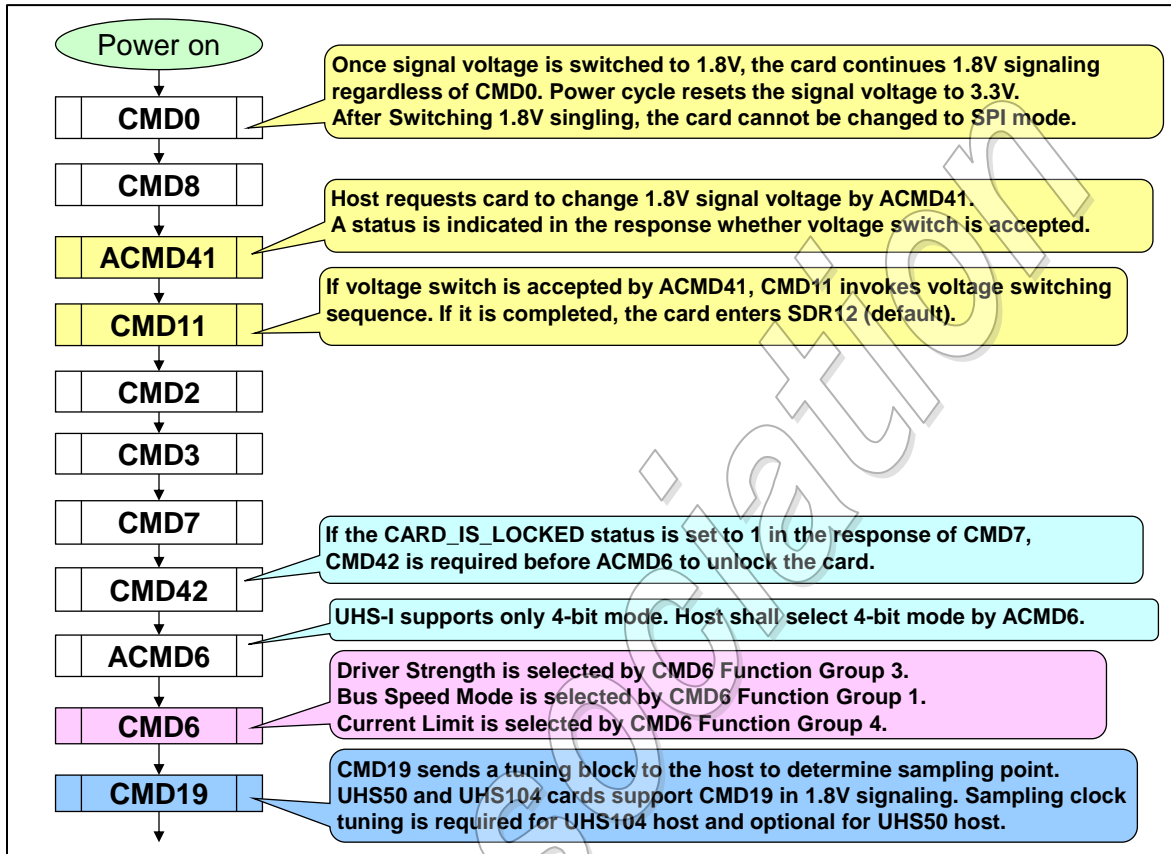 Power on
Once signal voltage is switched to 1.8V, the card continues 1.8V signaling
regardless of CMD0. Power cycle resets the signal voltage to 3.3V.
After Switching 1.8V singling, the card cannot be changed to SPI mode.
CMD0
CMD8
Host requests card to change 1.8V signal voltage by ACMD41.
A status is indicated in the response whether voltage switch is accepted.
ACMD41
If voltage switch is accepted by ACMD41, CMD11 invokes voltage switching
sequence. If it is completed, the card enters SDR12 (default).
CMD11
CMD2
CMD3
CMD7
If the CARD_IS_LOCKED status is set to 1 in the response of CMD7,
CMD42 is required before ACMD6 to unlock the card.
CMD42
UHS-I supports only 4-bit mode. Host shall select 4-bit mode by ACMD6.
ACMD6
Driver Strength is selected by CMD6 Function Group 3.
Bus Speed Mode is selected by CMD6 Function Group 1.
Current Limit is selected by CMD6 Function Group 4.
CMD6
CMD19 sends a tuning block to the host to determine sampling point.
UHS50 and UHS104 cards support CMD19 in 1.8V signaling. Sampling clock
tuning is required for UHS104 host and optional for UHS50 host.
CMD19
sociation